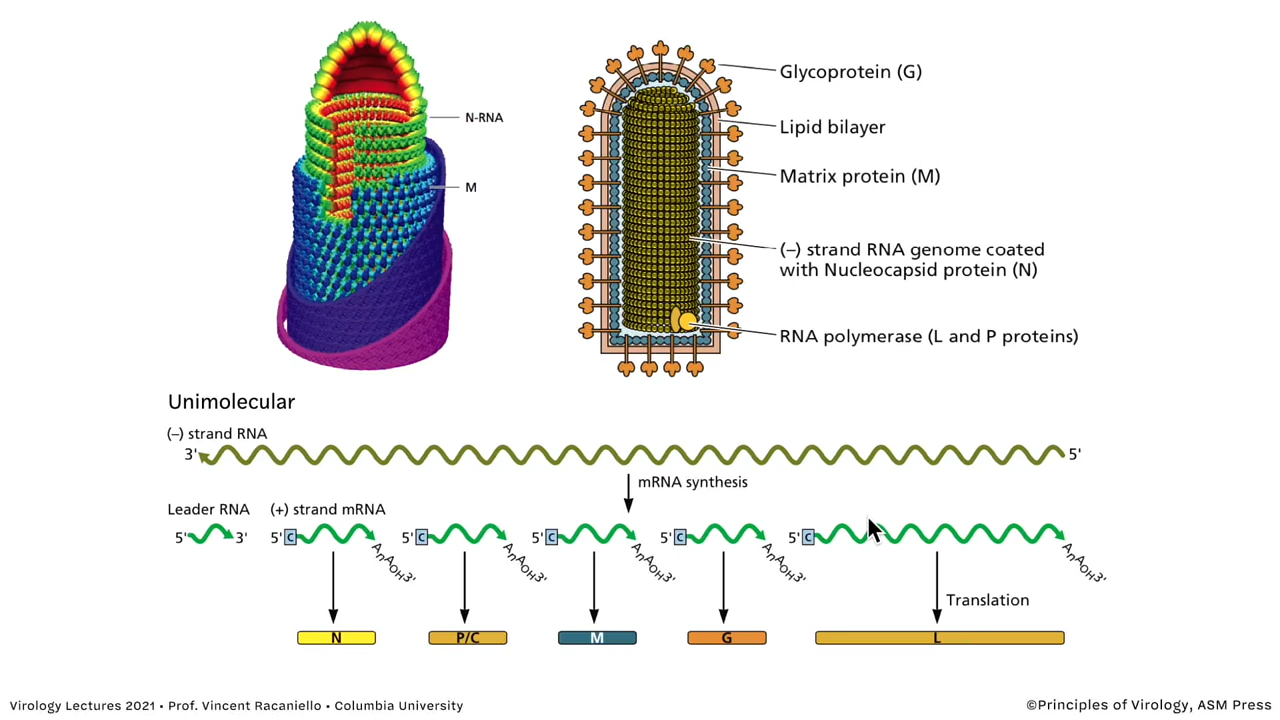 N-RNA
M
Glycoprotein (G)
Lipid bilayer
Matrix protein (M)
(–) strand RNA genome coated
with Nucleocapsid protein (N)
RNA polymerase (L and P proteins)
Unimolecular
(–) strand RNA
3' 5'
mRNA synthesis
Leader RNA (+) strand mRNA
5' 3' 5' C 5' C 5' C 5' C 5' C
AnAOH3' AnAOH3' AnAOH3' AnAOH3' AnAOH3'
Translation
N P/C M G L
Virology Lectures 2021 • Prof. Vincent Racaniello • Columbia University
©Principles of Virology, ASM Press